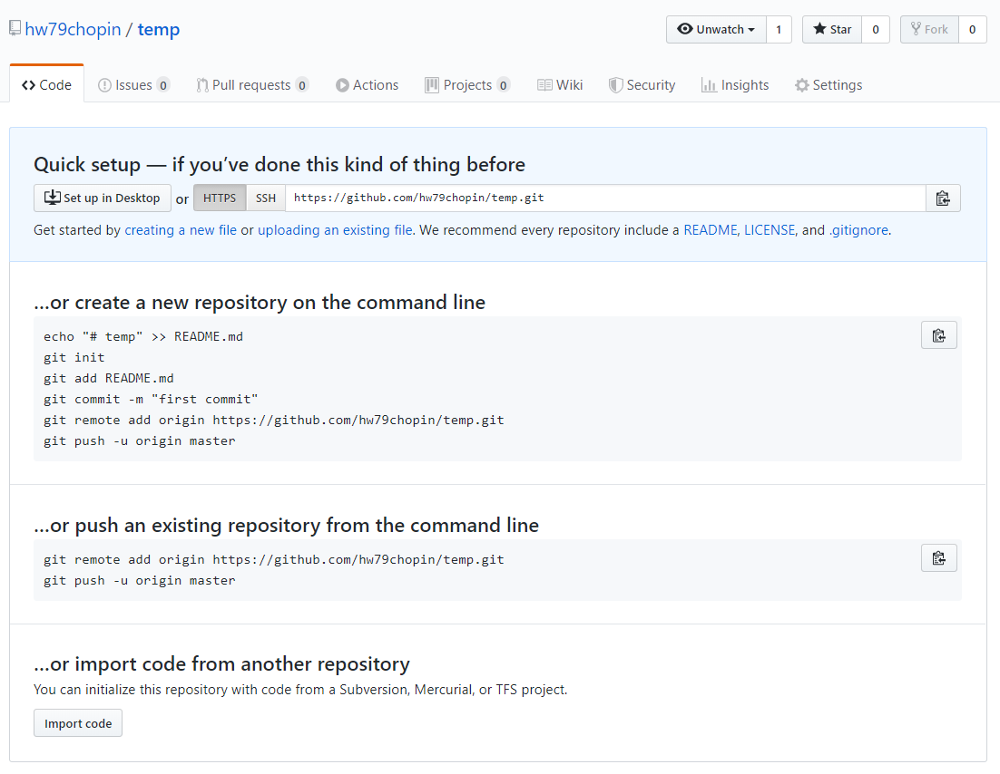 hw79chopin / temp
Unwatch 1 Star 0 Fork 0
Code Issues 0 Pull requests 0 Actions Projects 0 Wiki Security Insights Settings
Quick setup — if you’ve done this kind of thing before
Set up in Desktop or HTTPS SSH https://github.com/hw79chopin/temp.git
Get started by creating a new file or uploading an existing file. We recommend every repository include a README, LICENSE, and .gitignore.
…or create a new repository on the command line
echo "# temp" >> README.md
git init
git add README.md
git commit -m "first commit"
git remote add origin https://github.com/hw79chopin/temp.git
git push -u origin master
…or push an existing repository from the command line
git remote add origin https://github.com/hw79chopin/temp.git
git push -u origin master
…or import code from another repository
You can initialize this repository with code from a Subversion, Mercurial, or TFS project.
Import code